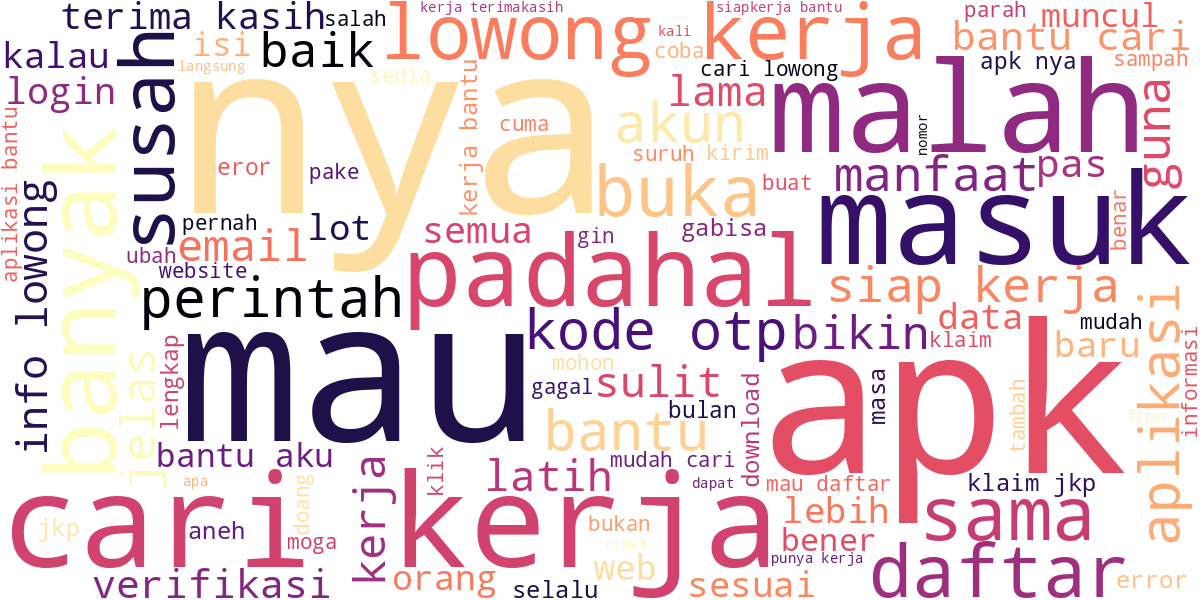 kerja terimakasih
siapkerja bantu
terima kasih
salah
lowong
kerja
kali
parah
muncul
kalau
isi
baik
coba
bantu cari
langsung
sedia
cari lowong
apk nya
sampah
login
susah
nya
kerja bantu
lama
malah
guna
aplikasi bantu
banyak
cuma
akun
nomor
eror
pake
suruh
kirim
manfaat
pas
info lowong
pernah
lot
buka
buat
masuk
benar
email
semua
gin
gabisa
ubah
website
padahal
siap kerja
perintah
kode otp
bikin
data
mudah
aplikasi
informasi
mau
klaim
baru
jelas
lengkap
mohon
gagal
sulit
download
apk
masa
tambah
fitur
bulan
bantu
bantu aku
kerja
klik
latih
mudah cari
cari kerja
apa
dapat
mau daftar
klaim jkp
doang
jkp
aneh
moga
bukan
lebih
sama
ribet
bener
punya kerja
daftar
verifikasi
orang
selalu
web
sesuai
error